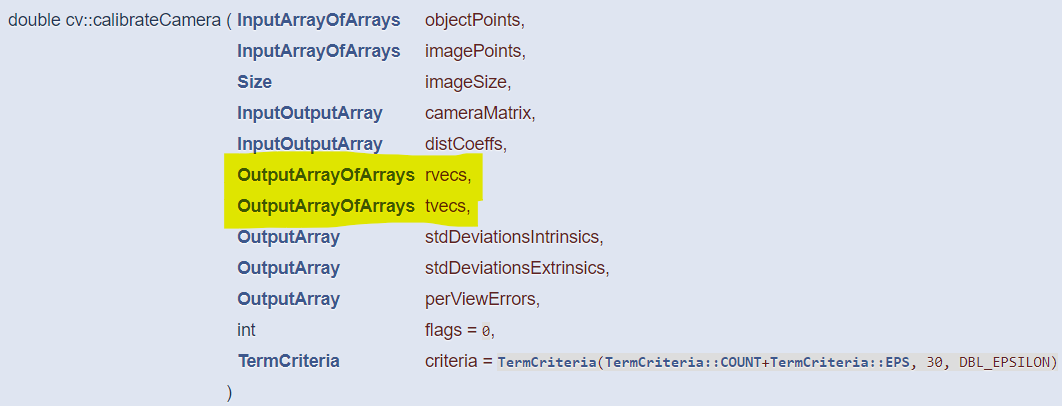 double cv::calibrateCamera ( InputArrayOfArrays objectPoints,
InputArrayOfArrays imagePoints,
Size imageSize,
InputOutputArray cameraMatrix,
InputOutputArray distCoeffs,
OutputArrayOfArrays rvecs,
OutputArrayOfArrays tvecs,
OutputArray stdDeviationsIntrinsics,
OutputArray stdDeviationsExtrinsics,
OutputArray perViewErrors,
int flags = 0,
TermCriteria criteria = TermCriteria(TermCriteria::COUNT+TermCriteria::EPS, 30, DBL_EPSILON)
)